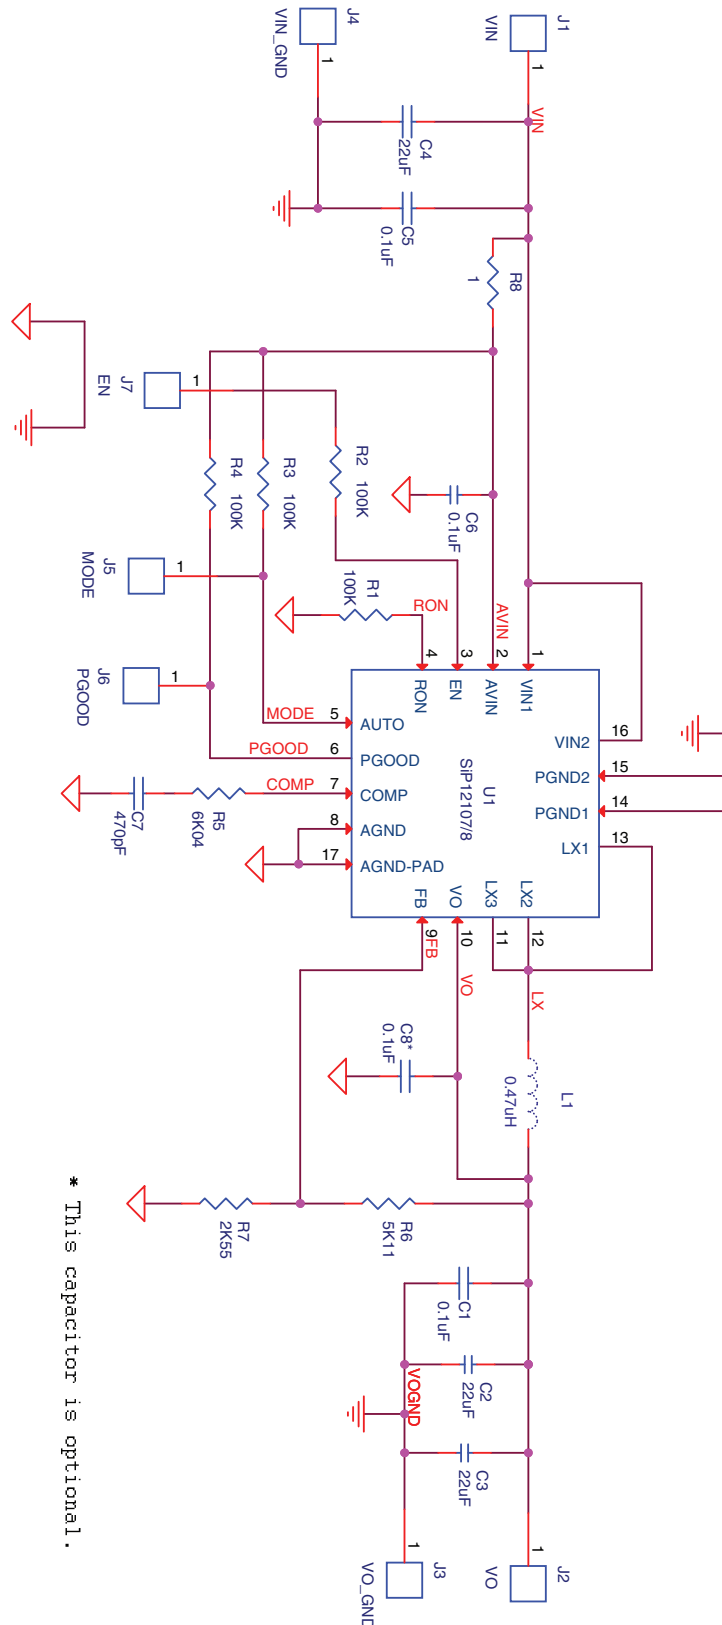 J4
VIN_GND
1
J1
VIN
1
VIN
C4
22uF
C5
0.1uF
R8
1
J7
EN
1
R4 100K
R3 100K
R2
100K
C6
0.1uF
J5
MODE
1
R1
100K
RON
AVIN
J6
PGOOD
1
4
3
2
1
RON
EN
AVIN
VIN1
MODE
5
AUTO
PGOOD
6
PGOOD
COMP
7
COMP
8
AGND
17
AGND-PAD
U1
SiP12107/8
VIN2
16
PGND2
15
PGND1
14
LX1
13
C7
470pF
R5
6K04
FB
VO
LX3
LX2
9
10
11
12
FB
VO
LX
C8*
0.1uF
L1
0.47uH
R7
2K55
R6
5K11
C1
0.1uF
C2
22uF
C3
22uF
VOGND
1
J3
1
J2
VO
* This capacitor is optional.